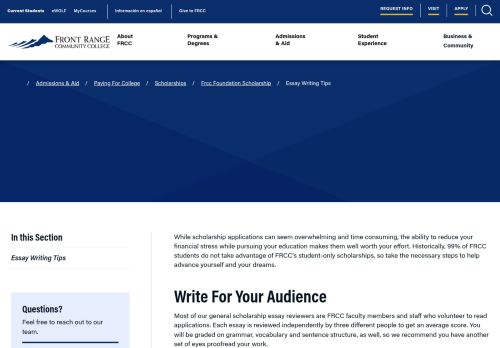 Current Students eWOLF MyCourses Información en español Give to FRCC REQUEST INFO VISIT APPLY
FRONT RANGE
COMMUNITY COLLEGE
About
FRCC
Programs &
Degrees
Admissions
& Aid
Student
Experience
Business &
Community
/ Admissions & Aid / Paying For College / Scholarships / Frcc Foundation Scholarship / Essay Writing Tips
In this Section
Essay Writing Tips
Questions?
Feel free to reach out to our
team.
While scholarship applications can seem overwhelming and time consuming, the ability to reduce your
financial stress while pursuing your education makes them well worth your effort. Historically, 99% of FRCC
students do not take advantage of FRCC's student-only scholarships, so take the necessary steps to help
advance yourself and your dreams.
Write For Your Audience
Most of our general scholarship essay reviewers are FRCC faculty members and staff who volunteer to read
applications. Each essay is reviewed independently by three different people to get an average score. You
will be graded on grammar, vocabulary and sentence structure, as well, so we recommend you have another
set of eyes proofread your work.